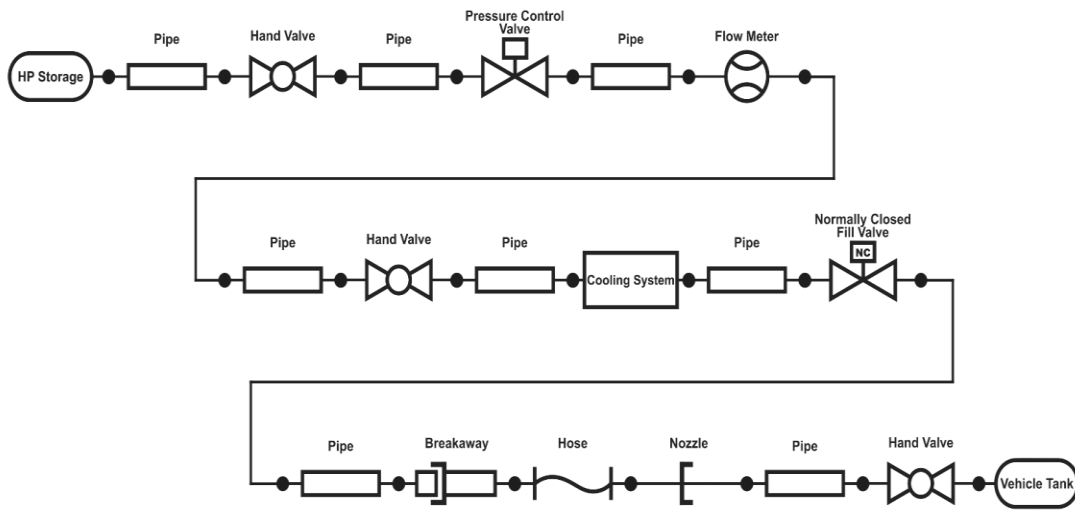 Pressure Control
Valve
Pipe
Hand Valve
Pipe
Pipe
Flow Meter
HP Storage
Normally Closed
Fill Valve
Pipe
Hand Valve
Pipe
Pipe
NC
Cooling System
Pipe
Breakaway
Hose
Nozzle
Pipe
Hand Valve
Vehicle Tank